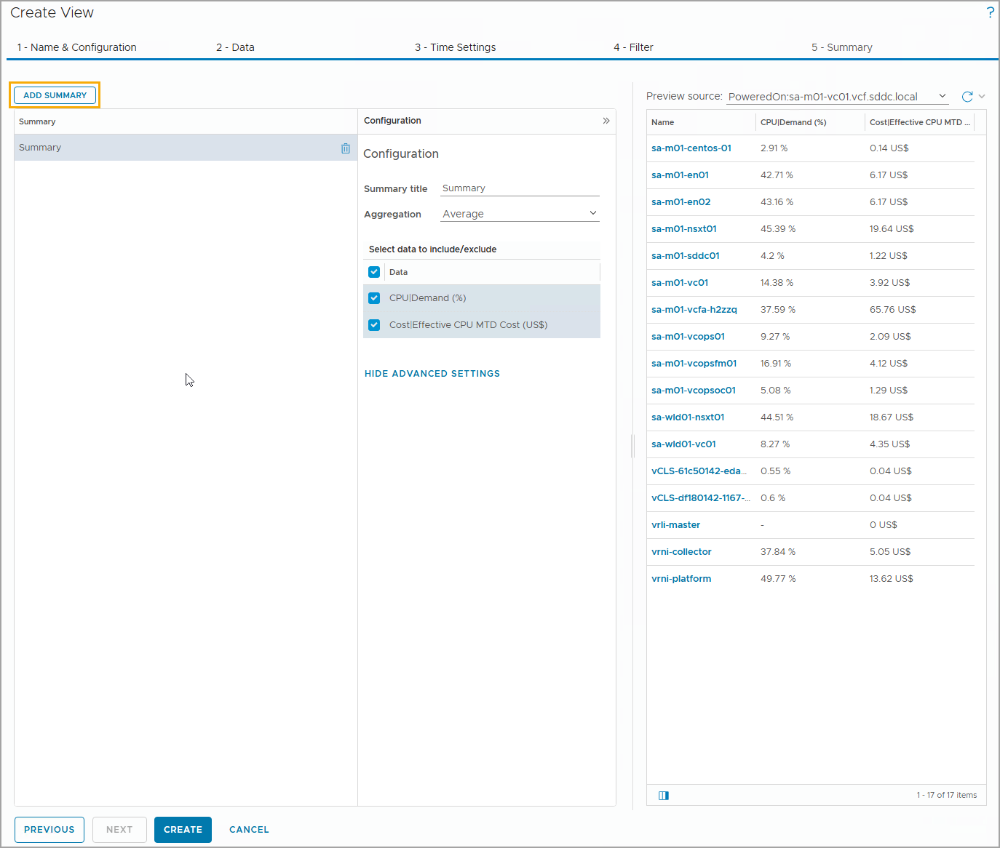 Create View
?
1 - Name & Configuration
2 - Data
3 - Time Settings
4 - Filter
5 - Summary
ADD SUMMARY
Summary
Summary
Configuration
Configuration
Summary title Summary
Aggregation Average
Select data to include/exclude
Data
CPU|Demand (%)
Cost|Effective CPU MTD Cost (US$)
HIDE ADVANCED SETTINGS
Preview source: PoweredOn:sa-m01-vc01.vcf.sddc.local
Name CPU|Demand (%) Cost|Effective CPU MTD ...
sa-m01-centos-01 2.91 % 0.14 US$
sa-m01-en01 42.71 % 6.17 US$
sa-m01-en02 43.16 % 6.17 US$
sa-m01-nsxt01 45.39 % 19.64 US$
sa-m01-sddc01 4.2 % 1.22 US$
sa-m01-vc01 14.38 % 3.92 US$
sa-m01-vcfa-h2zzq 37.59 % 65.76 US$
sa-m01-vcops01 9.27 % 2.09 US$
sa-m01-vcopsfm01 16.91 % 4.12 US$
sa-m01-vcopsoc01 5.08 % 1.29 US$
sa-wld01-nsxt01 44.51 % 18.67 US$
sa-wld01-vc01 8.27 % 4.35 US$
vCLS-61c50142-eda... 0.55 % 0.04 US$
vCLS-df180142-1167-... 0.6 % 0.04 US$
vrli-master - 0 US$
vrni-collector 37.84 % 5.05 US$
vrni-platform 49.77 % 13.62 US$
1 - 17 of 17 items
PREVIOUS
NEXT
CREATE
CANCEL